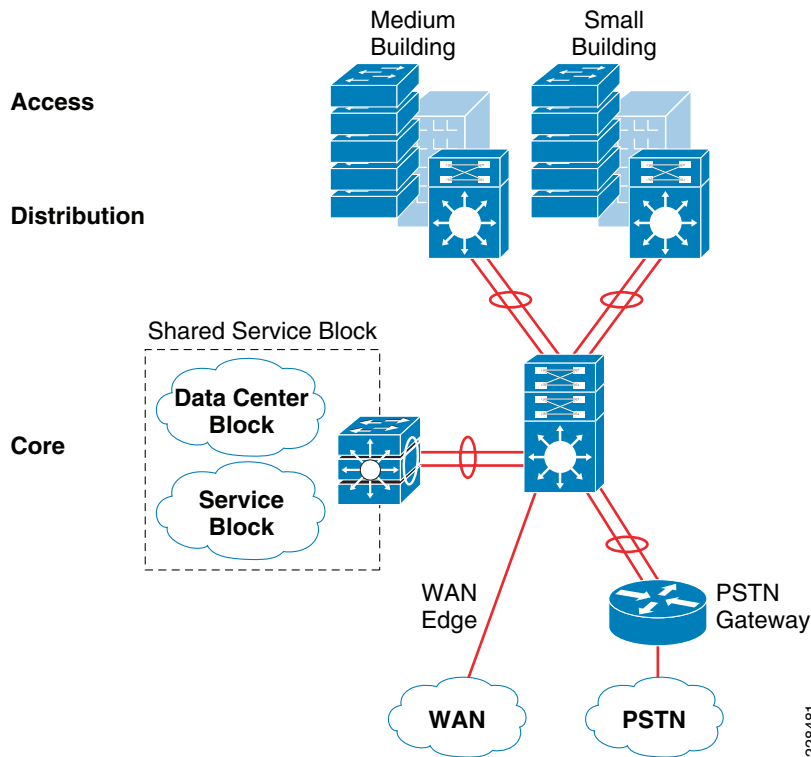 Medium
Building
Small
Building
Access
Distribution
Shared Service Block
Data Center
Block
Core
Service
Block
WAN
Edge
PSTN
Gateway
WAN
PSTN
228481